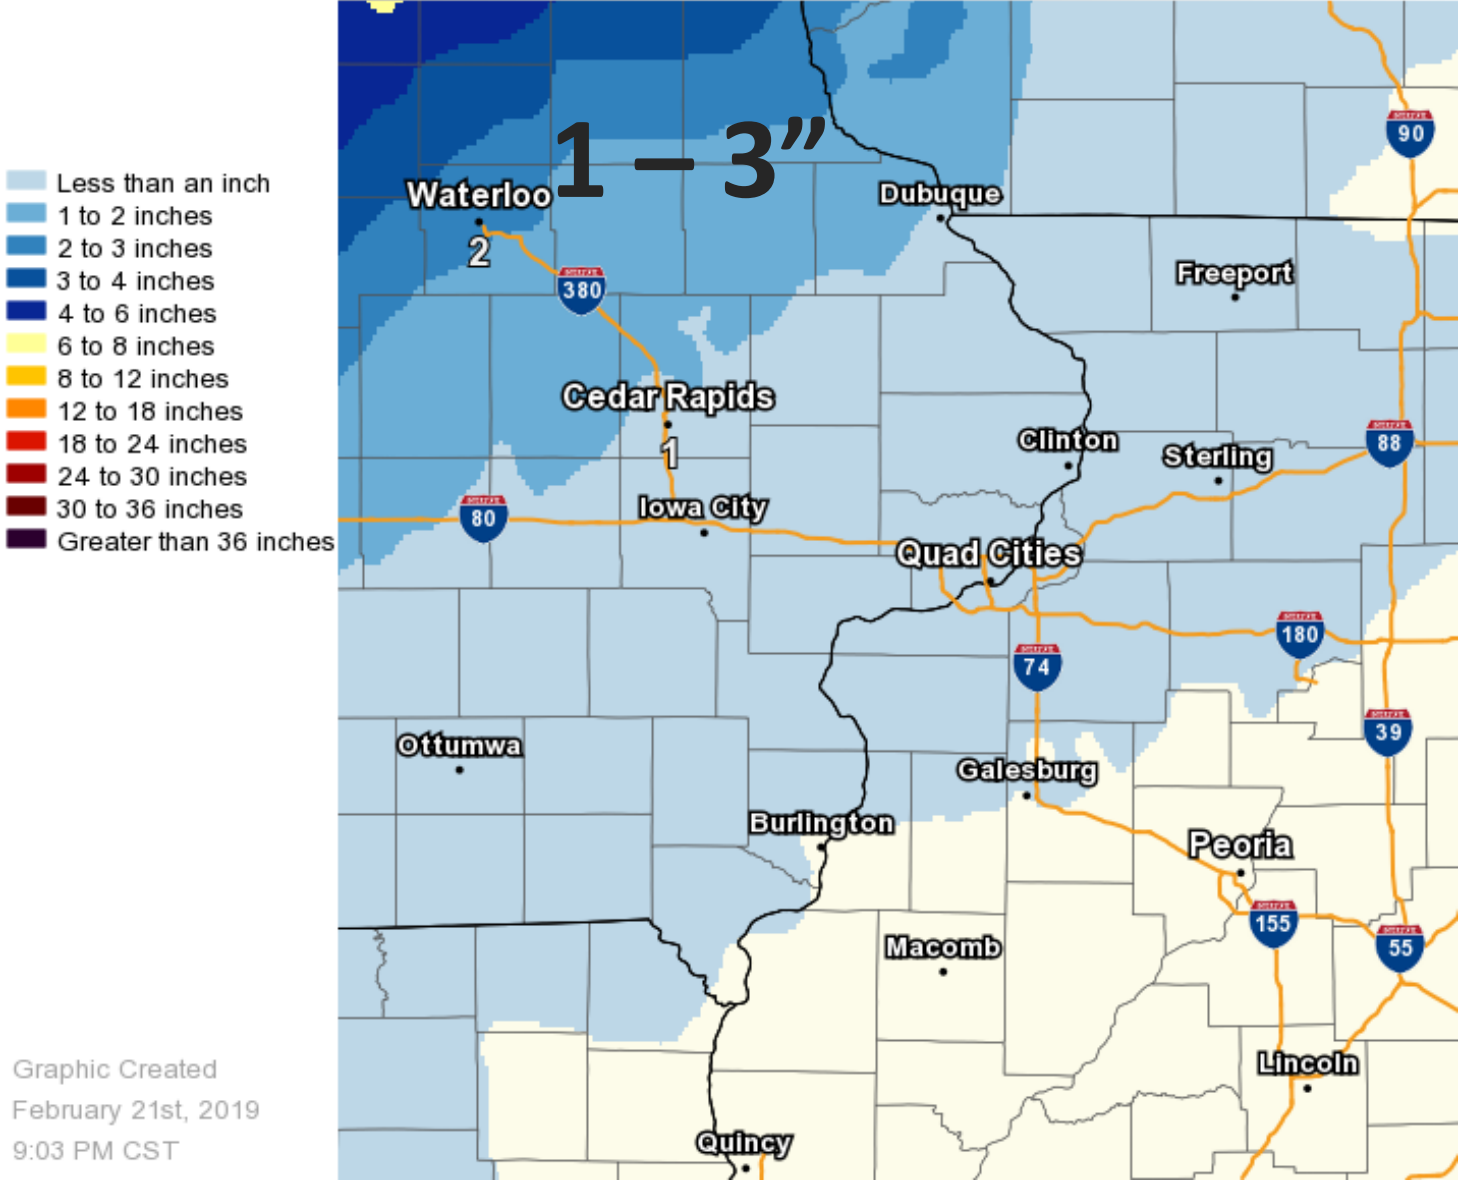 1 – 3”
Waterloo
Dubuque
90
Less than an inch
1 to 2 inches
2 to 3 inches
3 to 4 inches
4 to 6 inches
6 to 8 inches
8 to 12 inches
12 to 18 inches
18 to 24 inches
24 to 30 inches
30 to 36 inches
Greater than 36 inches
2
380
Freeport
Cedar Rapids
1
Clinton
Sterling
88
Iowa City
80
Quad Cities
180
74
39
Ottumwa
Galesburg
Burlington
Peoria
155
55
Macomb
Lincoln
Quincy
Graphic Created
February 21st, 2019
9:03 PM CST